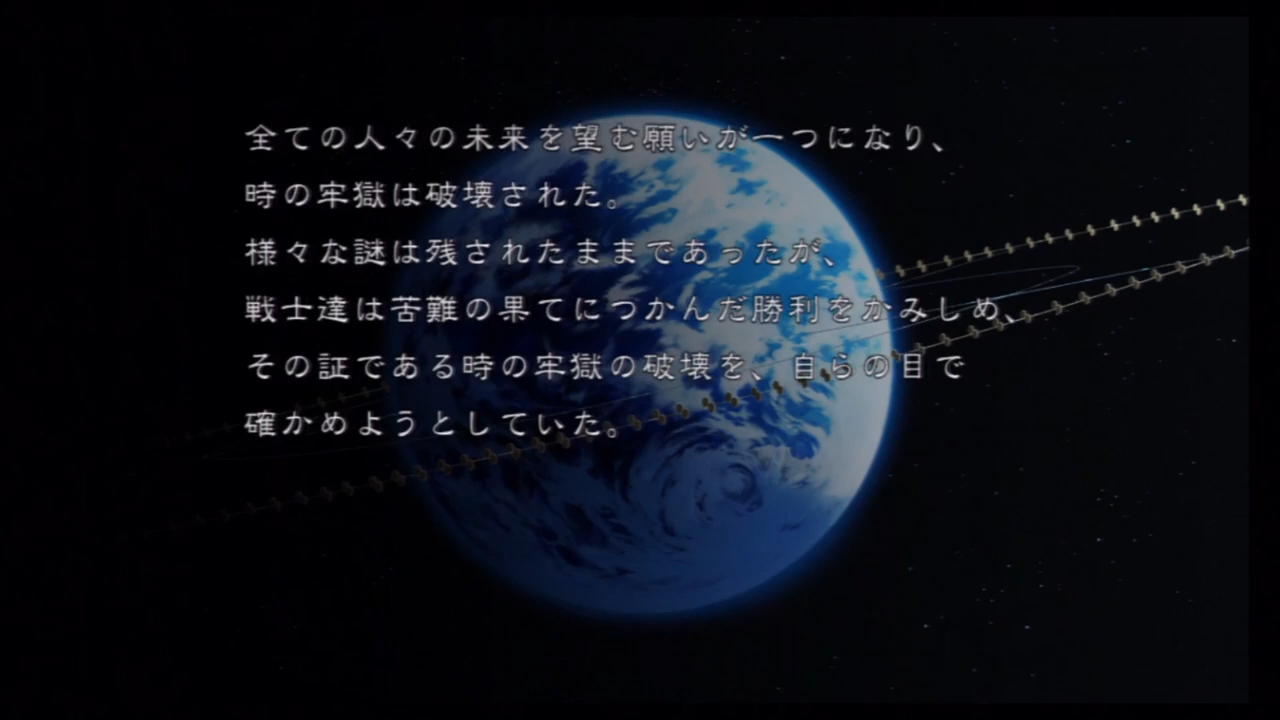 全ての人々の未来を望む願いが一つになり、
時の牢獄は破壊された。
様々な謎は残されたままであったが、
戦士達は苦難の果てにつかんだ勝利をかみしめ、
その証である時の牢獄の破壊を、自らの目で
確かめようとしていた。